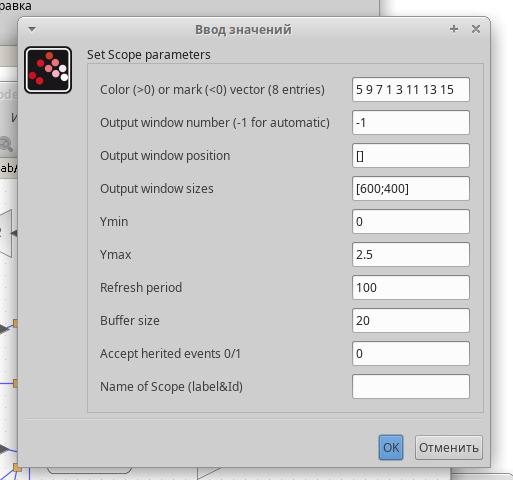 равка
Ввод значений
Set Scope parameters
Color (>0) or mark (<0) vector (8 entries) 5 9 7 1 3 11 13 15
Output window number (-1 for automatic) -1
Output window position []
Output window sizes [600;400]
Ymin 0
Ymax 2.5
Refresh period 100
Buffer size 20
Accept herited events 0/1 0
Name of Scope (label&Id)
OK Отменить